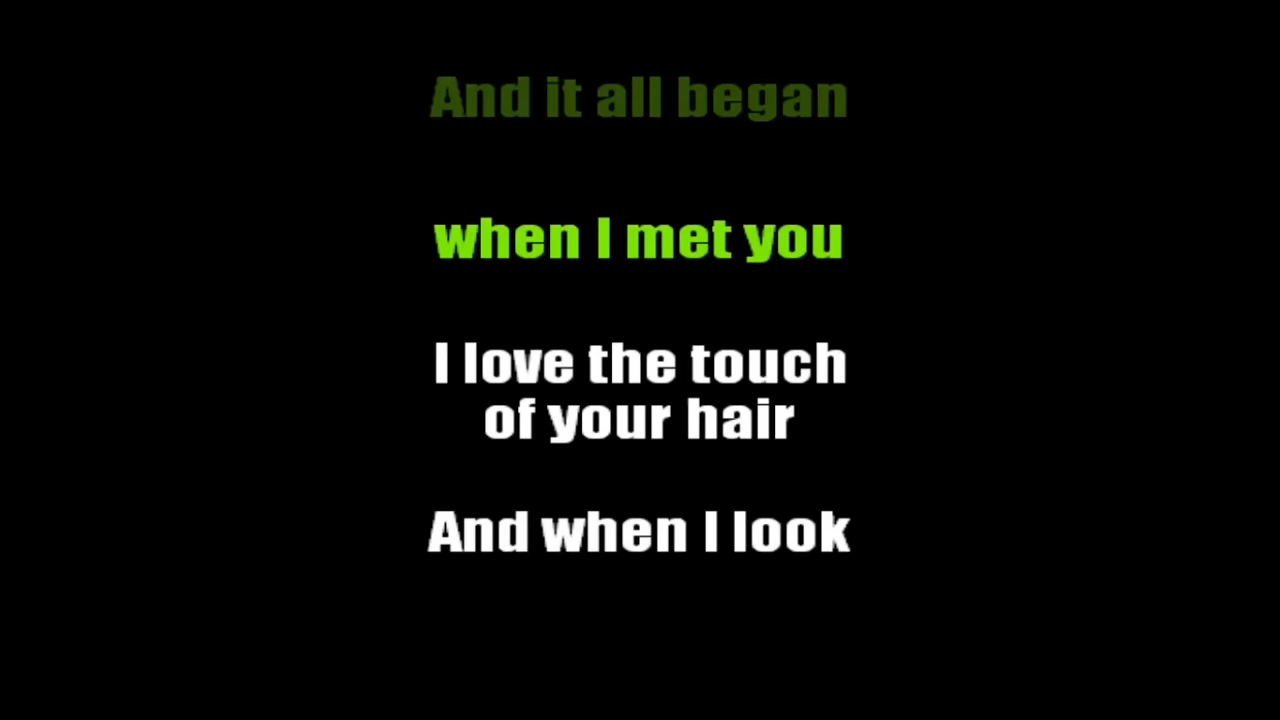 And it all began
when I met you
I love the touch
of your hair
And when I look